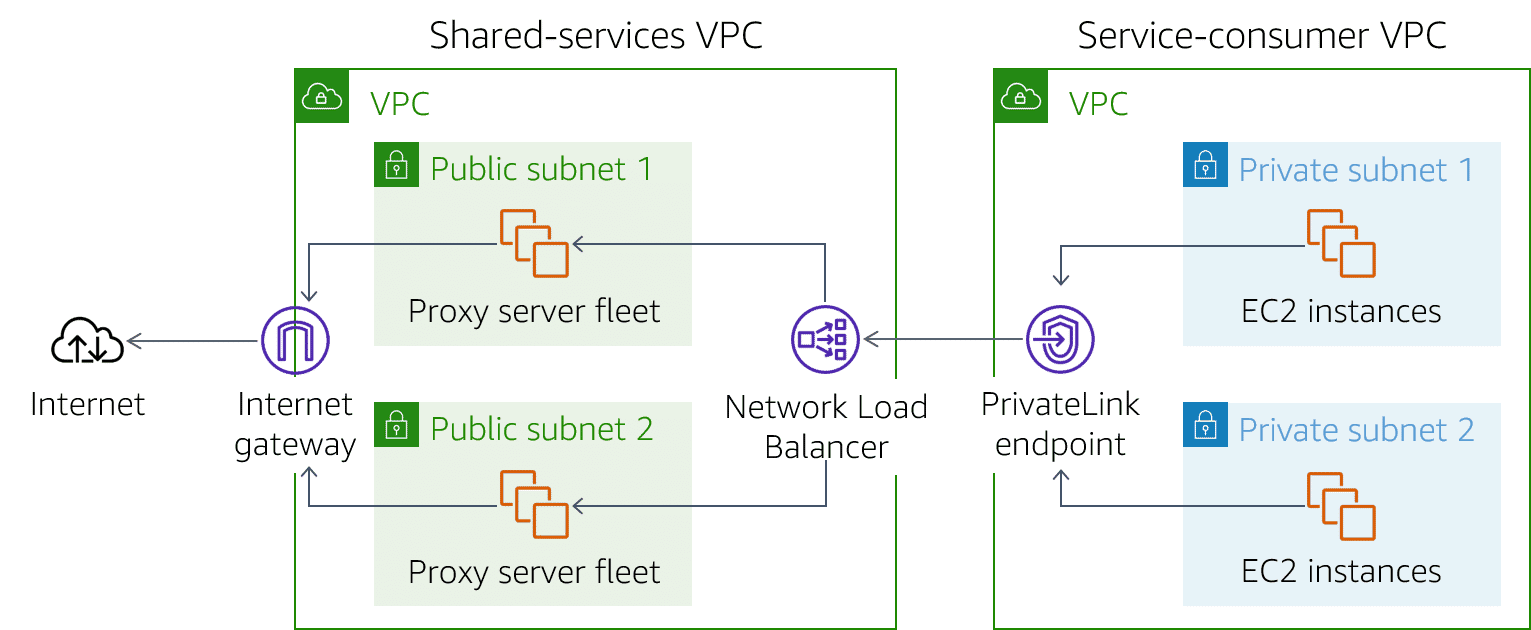 Shared-services VPC
Service-consumer VPC
VPC
VPC
Public subnet 1
Private subnet 1
Proxy server fleet
EC2 instances
Internet
Internet
gateway
Network Load
Balancer
PrivateLink
endpoint
Public subnet 2
Private subnet 2
Proxy server fleet
EC2 instances